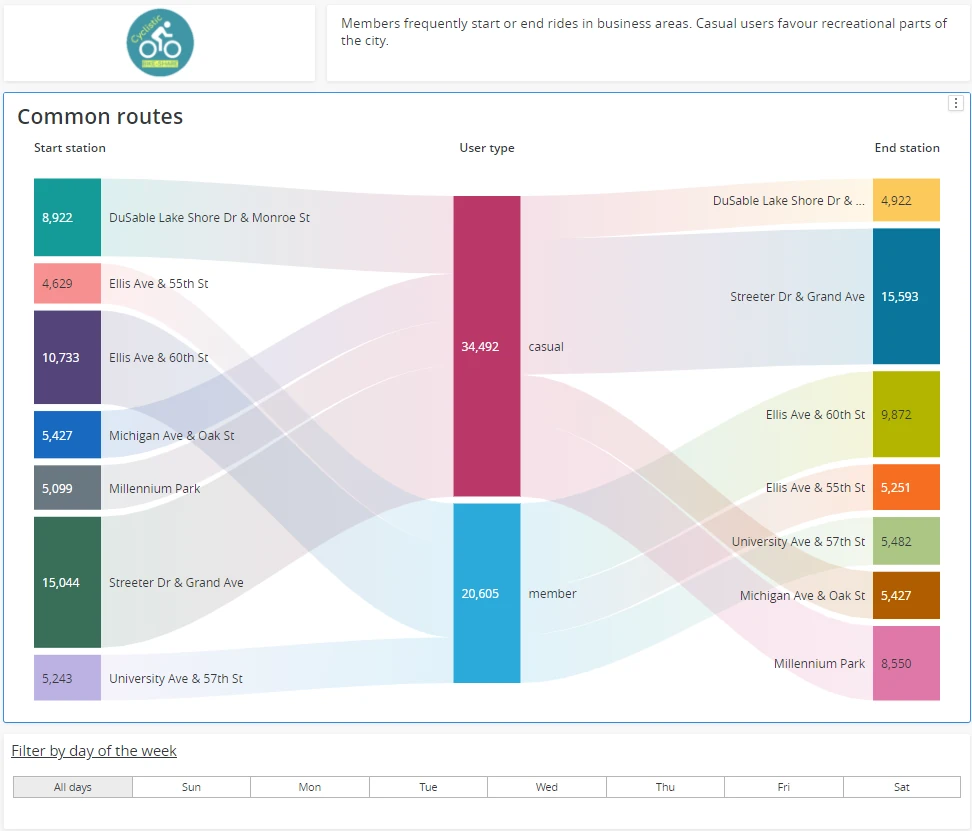 Cyclistic
BIKE-SHARE
Members frequently start or end rides in business areas. Casual users favour recreational parts of
the city.
Common routes
Start station
User type
End station
8,922
DuSable Lake Shore Dr & Monroe St
4,629
Ellis Ave & 55th St
10,733
Ellis Ave & 60th St
5,427
Michigan Ave & Oak St
5,099
Millennium Park
15,044
Streeter Dr & Grand Ave
5,243
University Ave & 57th St
34,492
casual
20,605
member
DuSable Lake Shore Dr & ...
4,922
Streeter Dr & Grand Ave
15,593
Ellis Ave & 60th St
9,872
Ellis Ave & 55th St
5,251
University Ave & 57th St
5,482
Michigan Ave & Oak St
5,427
Millennium Park
8,550
Filter by day of the week
All days
Sun
Mon
Tue
Wed
Thu
Fri
Sat